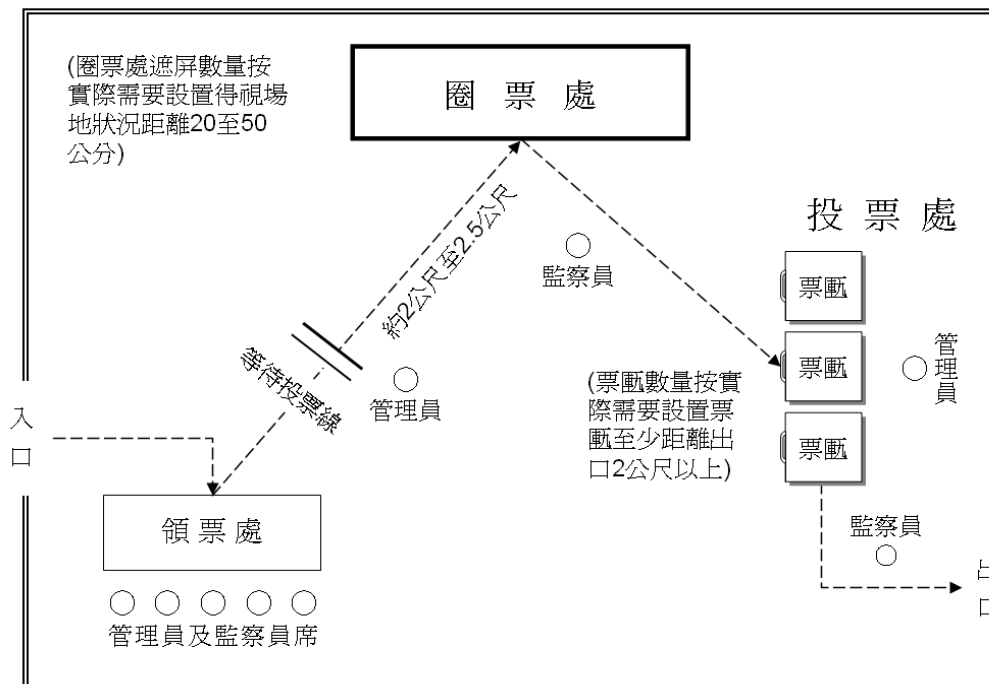 (圈票處遮屏數量按
實際需要設置得視場
地狀況距離20至50
公分)
圈票處
投票處
約2公尺至2.5公尺
監察員
票匭
票匭
票匭
管理員
等待投票線
管理員
(票匭數量按實
際需要設置票
匭至少距離出
口2公尺以上)
入口
領票處
管理員及監察員席
監察員
出口